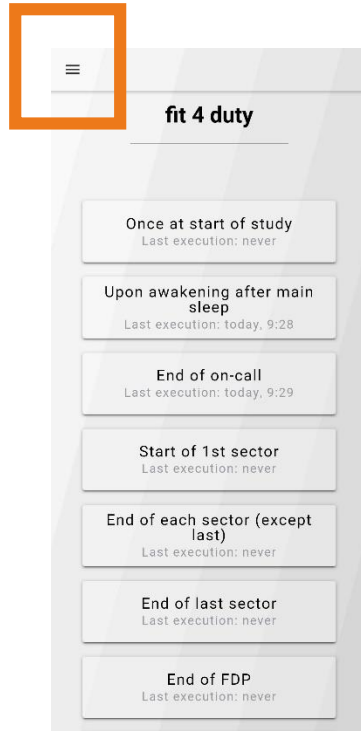 fit 4 duty
Once at start of study
Last execution: never
Upon awakening after main
sleep
Last execution: today, 9:28
End of on-call
Last execution: today, 9:29
Start of 1st sector
Last execution: never
End of each sector (except
last)
Last execution: never
End of last sector
Last execution: never
End of FDP
Last execution: never